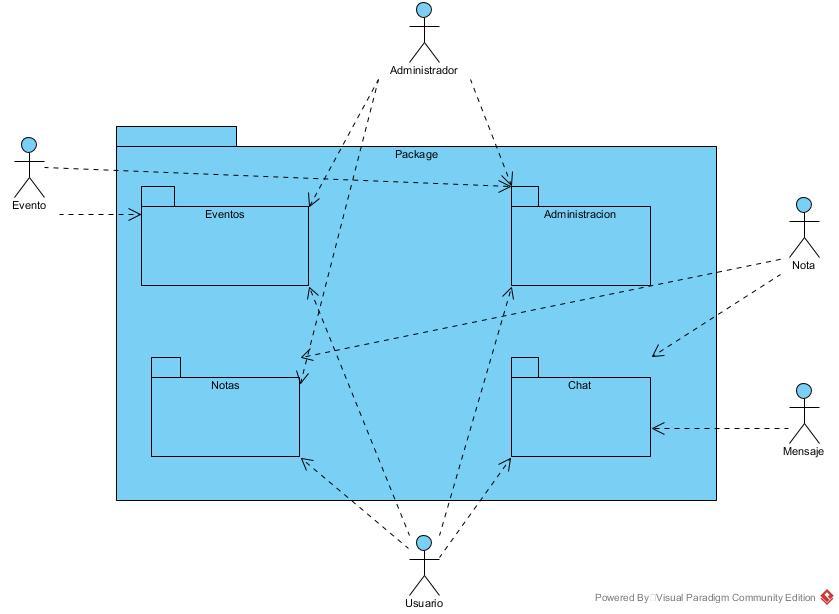 Administrador
Package
Evento
Eventos
Administracion
Nota
Notas
Chat
Mensaje
Usuario
Powered By Visual Paradigm Community Edition